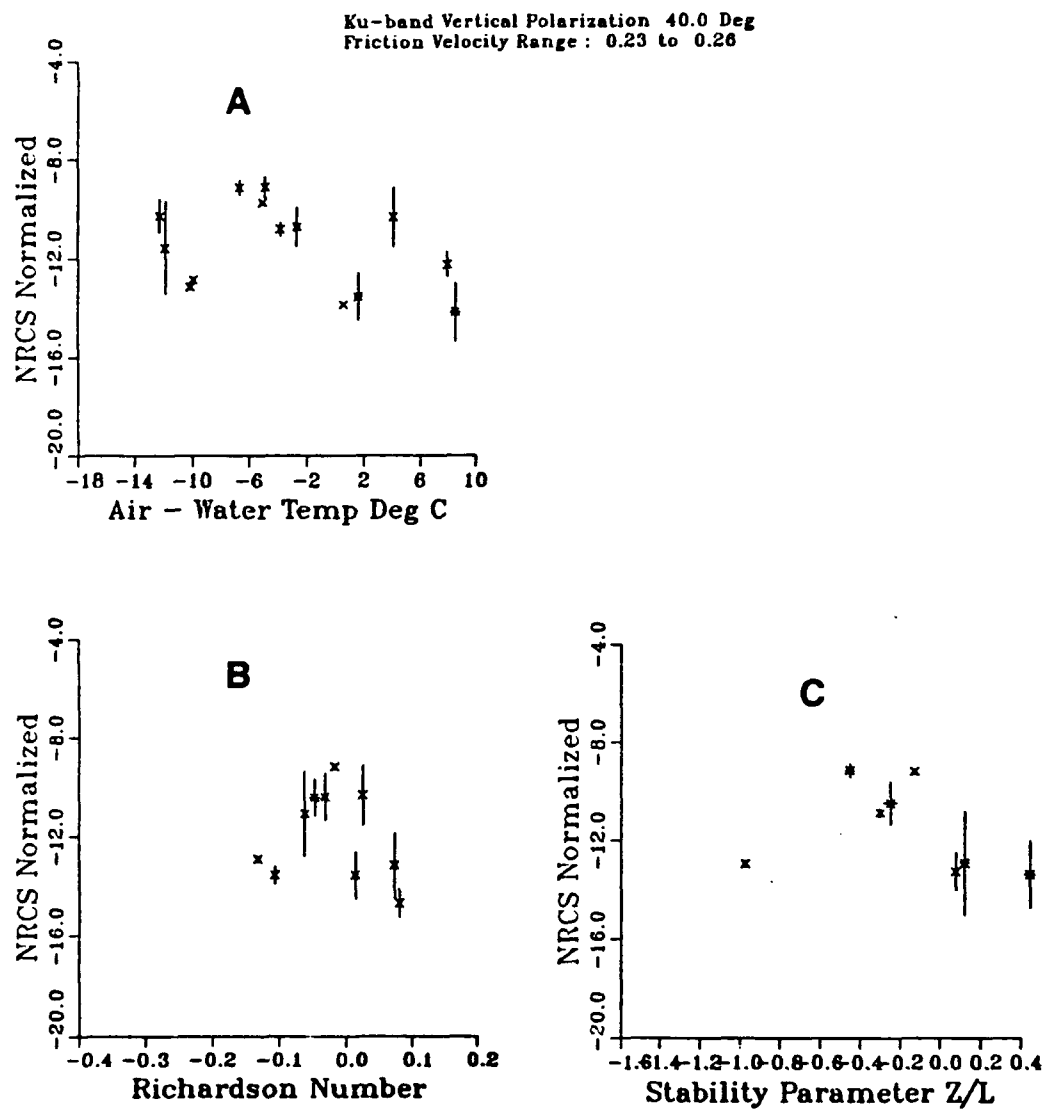 Ku-band Vertical Polarization 40.0 Deg
Friction Velocity Range : 0.23 to 0.26
A
NRCS Normalized
-4.0
-8.0
-12.0
-16.0
-20.0
-18 -14 -10 -6 -2 2 6 10
Air - Water Temp Deg C
B
NRCS Normalized
-4.0
-8.0
-12.0
-16.0
-20.0
-0.4 -0.3 -0.2 -0.1 0.0 0.1 0.2
Richardson Number
C
NRCS Normalized
-4.0
-8.0
-12.0
-16.0
-20.0
-1.6 -1.4 -1.2 -1.0 -0.8 -0.6 -0.4 -0.2 0.0 0.2 0.4
Stability Parameter Z/L